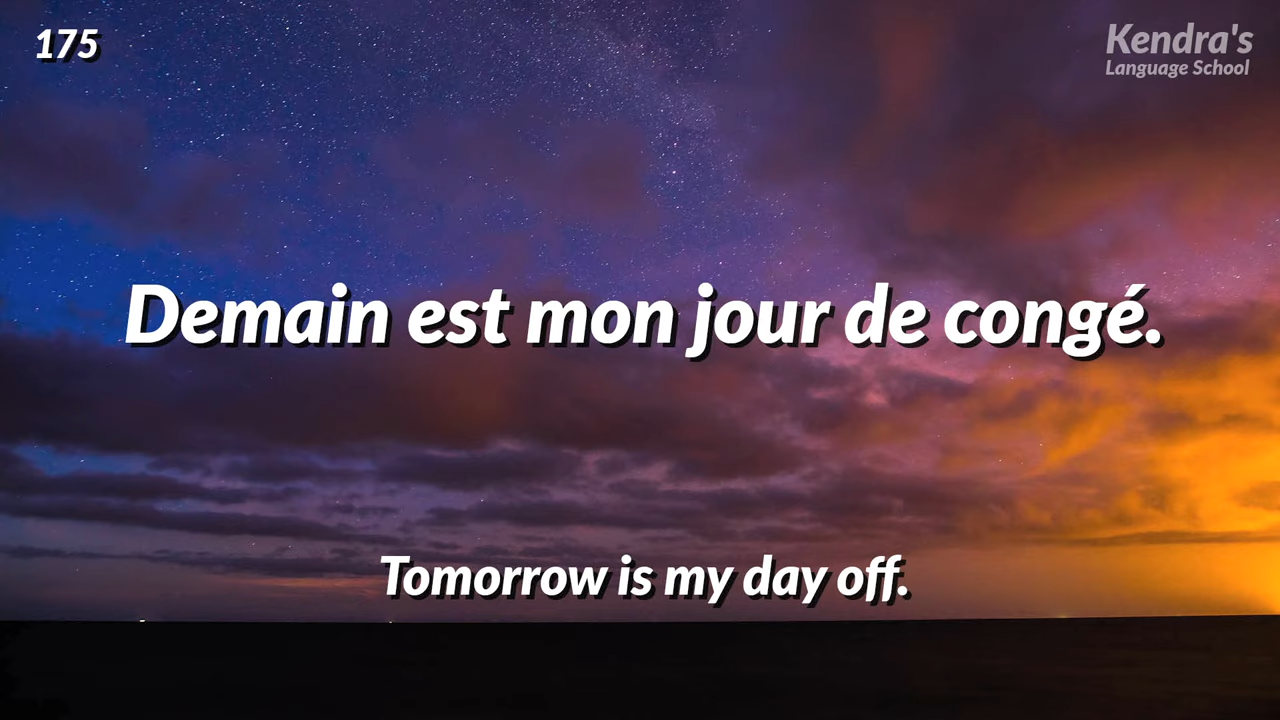 175
Kendra's
Language School
Demain est mon jour de congé.
Tomorrow is my day off.